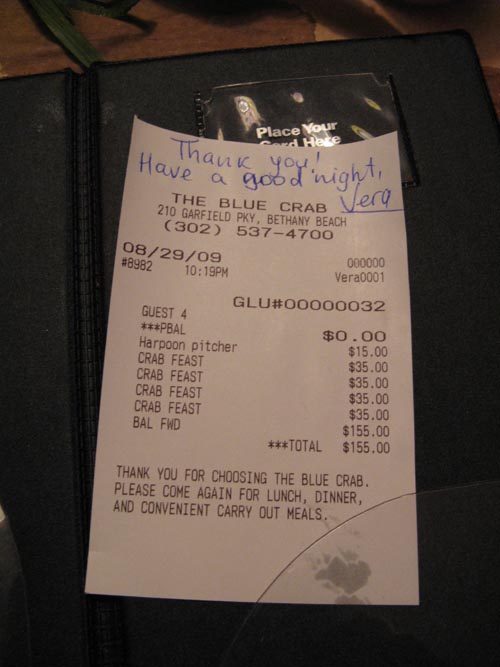 Place Your
Card Here
Thank you!
Have a good night,
Vera
THE BLUE CRAB
210 GARFIELD PKY, BETHANY BEACH
(302) 537-4700
08/29/09 000000
#8982 10:19PM Vera0001
GLU#00000032
GUEST 4
***PBAL $0.00
Harpoon pitcher $15.00
CRAB FEAST $35.00
CRAB FEAST $35.00
CRAB FEAST $35.00
CRAB FEAST $35.00
BAL FWD $155.00
***TOTAL $155.00
THANK YOU FOR CHOOSING THE BLUE CRAB.
PLEASE COME AGAIN FOR LUNCH, DINNER,
AND CONVENIENT CARRY OUT MEALS.